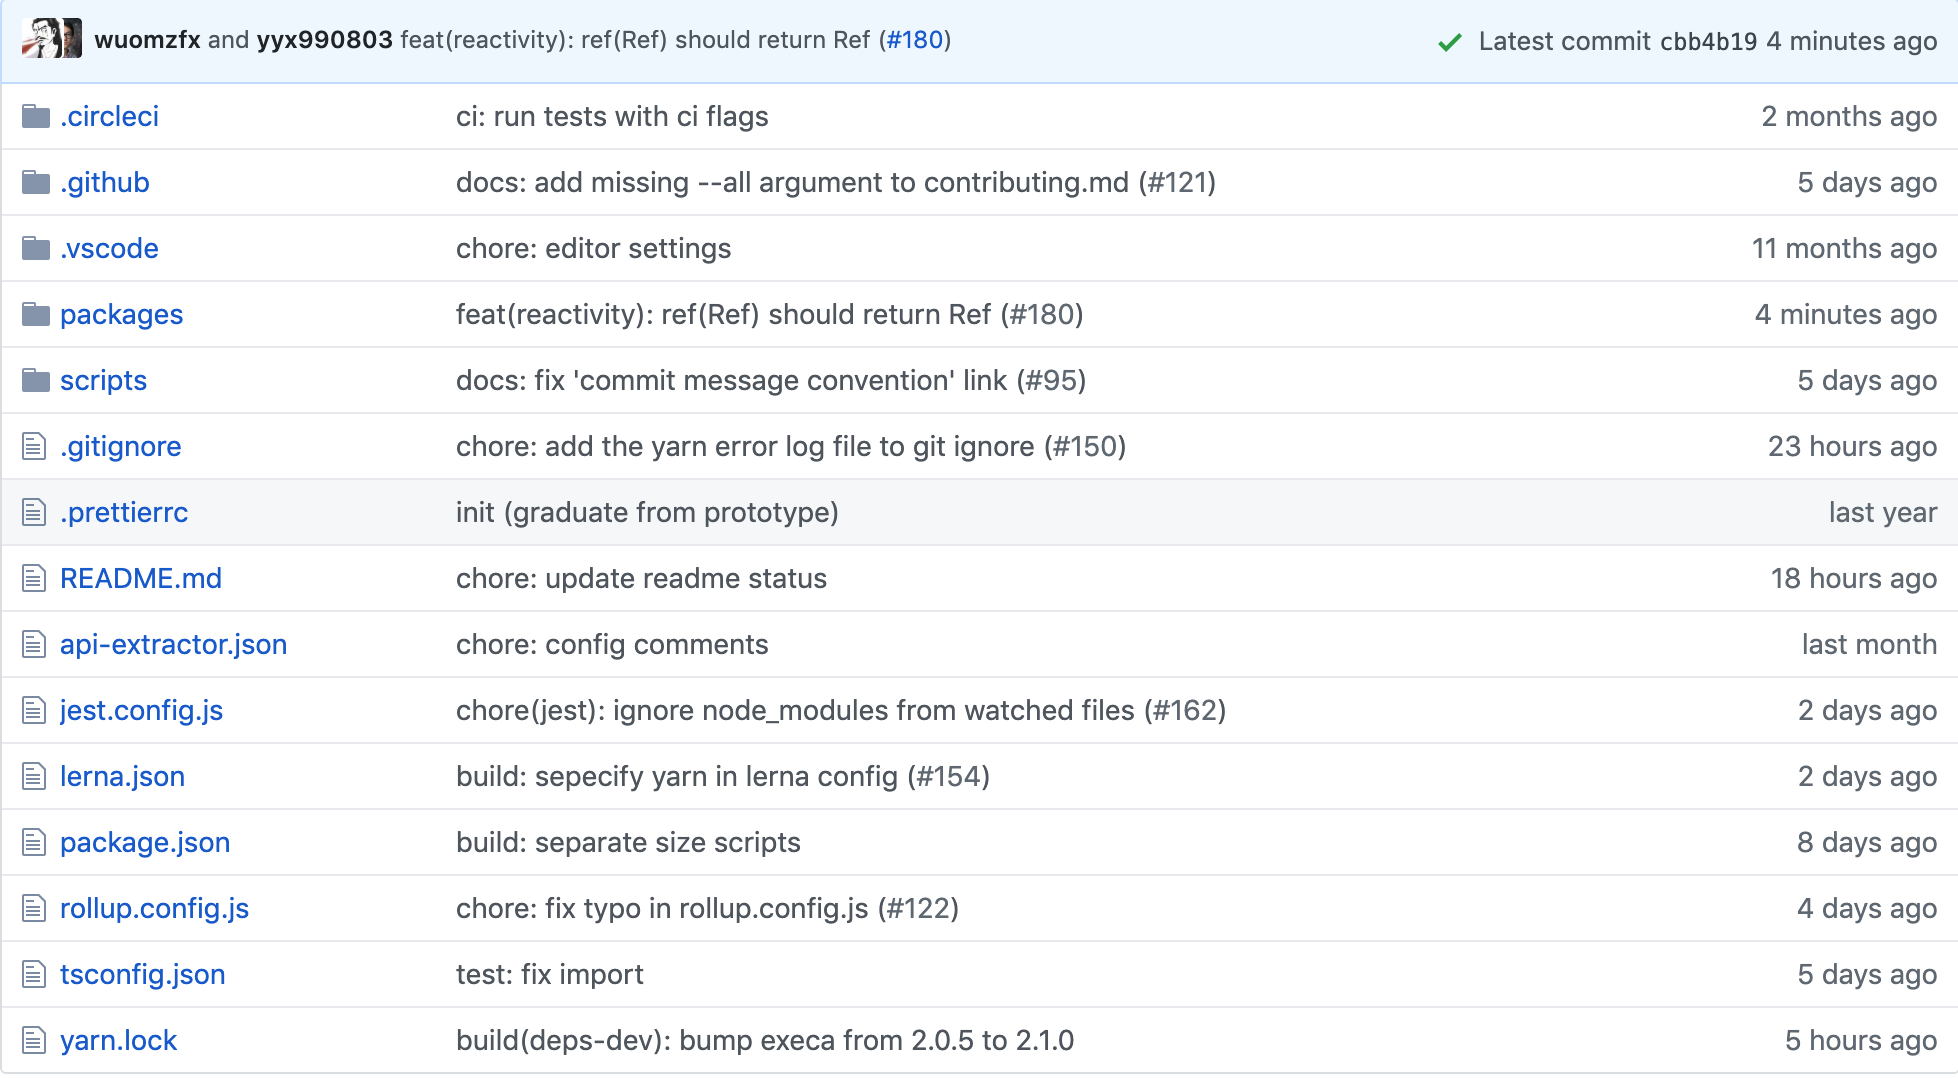 wuomzfx and yyx990803 feat(reactivity): ref(Ref) should return Ref (#180) Latest commit cbb4b19 4 minutes ago
.circleci ci: run tests with ci flags 2 months ago
.github docs: add missing --all argument to contributing.md (#121) 5 days ago
.vscode chore: editor settings 11 months ago
packages feat(reactivity): ref(Ref) should return Ref (#180) 4 minutes ago
scripts docs: fix 'commit message convention' link (#95) 5 days ago
.gitignore chore: add the yarn error log file to git ignore (#150) 23 hours ago
.prettierrc init (graduate from prototype) last year
README.md chore: update readme status 18 hours ago
api-extractor.json chore: config comments last month
jest.config.js chore(jest): ignore node_modules from watched files (#162) 2 days ago
lerna.json build: sepecify yarn in lerna config (#154) 2 days ago
package.json build: separate size scripts 8 days ago
rollup.config.js chore: fix typo in rollup.config.js (#122) 4 days ago
tsconfig.json test: fix import 5 days ago
yarn.lock build(deps-dev): bump execa from 2.0.5 to 2.1.0 5 hours ago